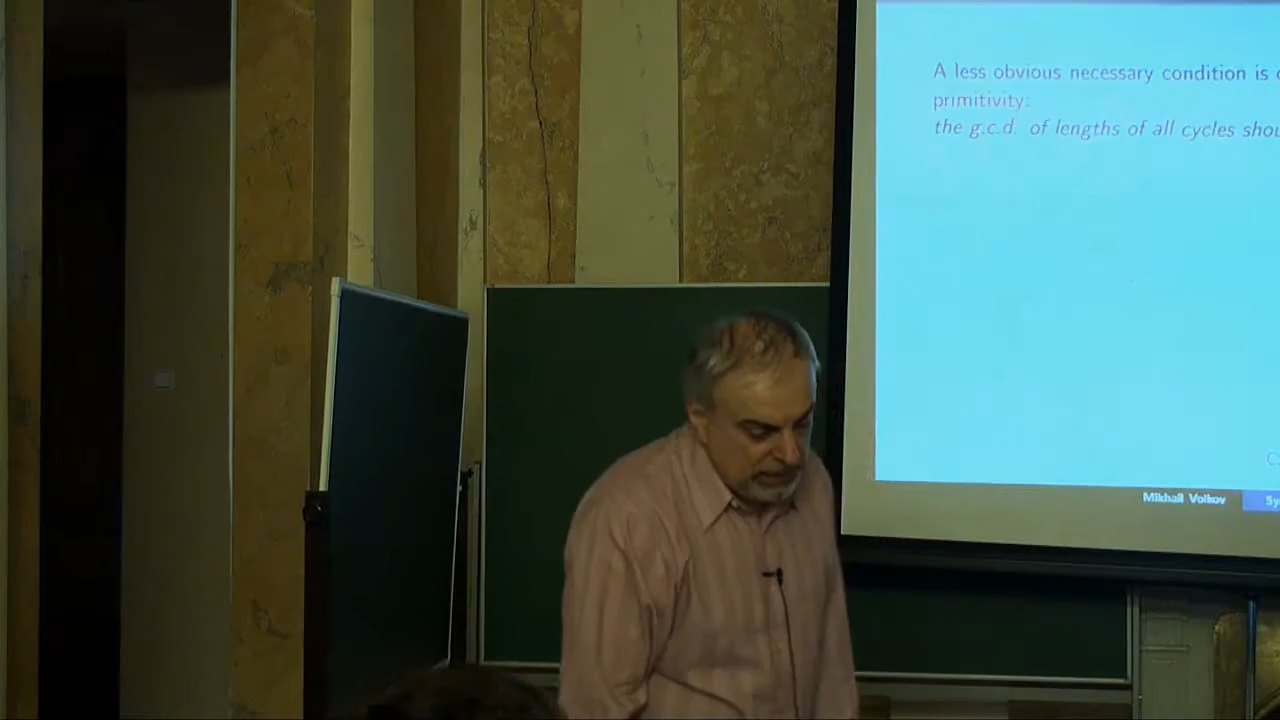 A less obvious necessary condition is
primitivity:
the g.c.d. of lengths of all cycles
Mikhail Volkov